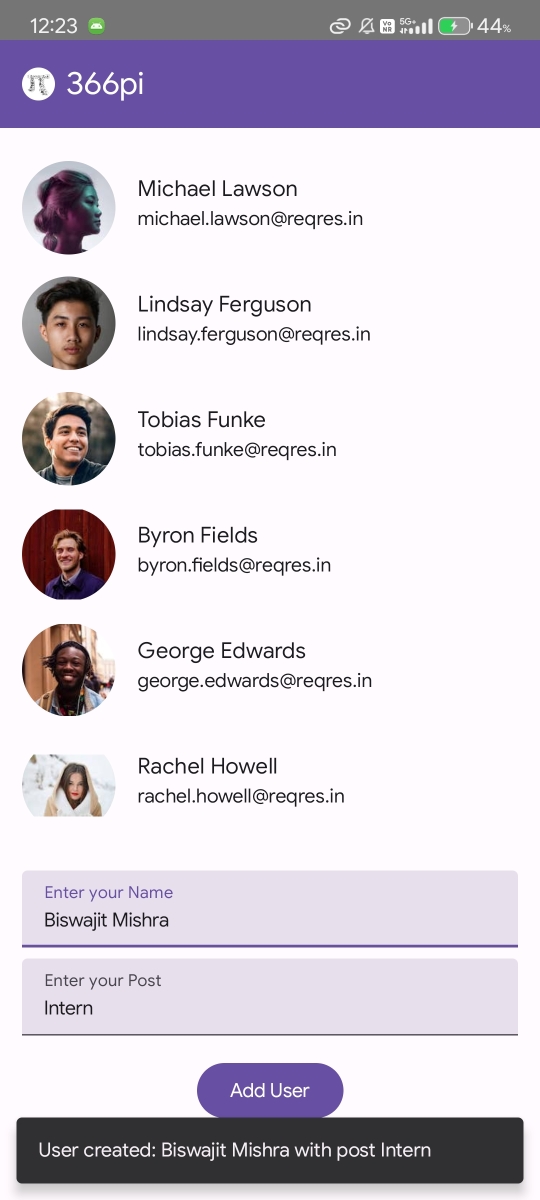 12:23
Vo
NR
5G+
44%
366pi
Michael Lawson
michael.lawson@reqres.in
Lindsay Ferguson
lindsay.ferguson@reqres.in
Tobias Funke
tobias.funke@reqres.in
Byron Fields
byron.fields@reqres.in
George Edwards
george.edwards@reqres.in
Rachel Howell
rachel.howell@reqres.in
Enter your Name
Biswajit Mishra
Enter your Post
Intern
Add User
User created: Biswajit Mishra with post Intern